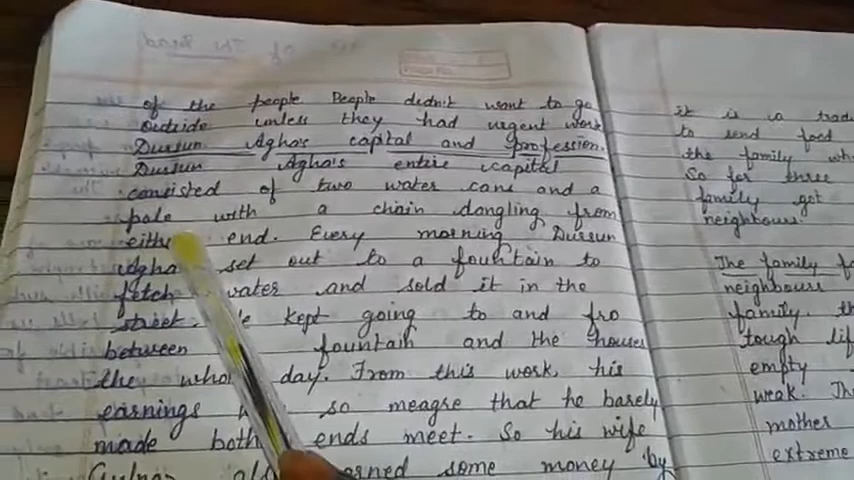 of the people People didn't want to go
outside unless they had urgent work
Dursun Agha's capital and profession.
Dursun Agha's entire capital
consisted of two water cans and a
pole with a chain dangling from
either end. Every morning Dursun
Agha set out to a fountain to
fetch water and sold it in the
street. He kept going to and fro
between fountain and the houses
the whole day. From this work, his
earnings so meagre that he barely
made both ends meet. So his wife
Gulnaz also earned some money by
it is a trad
to send food
the family wh
So for three
family got
neighbours.
The family f
neighbours
family. th
tough lif
empty
weak. Th
mother
extreme